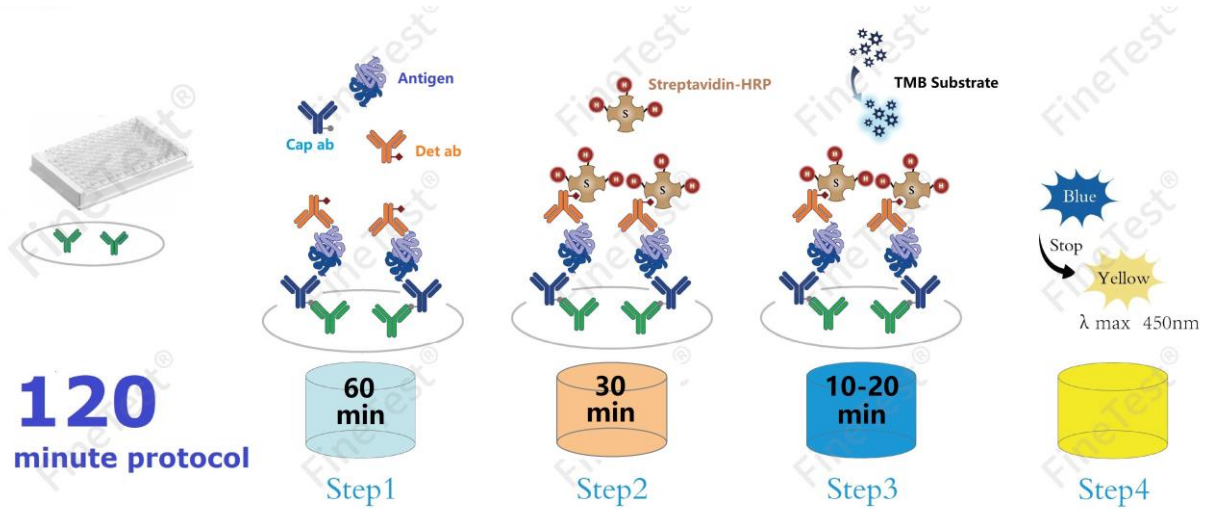 Antigen
Cap ab
Det ab
Streptavidin-HRP
H
H
H
S
TMB Substrate
H
H
H
S
H
H
S
H
H
H
S
H
H
S
Blue
Stop
Yellow
λ max 450nm
120
minute protocol
60
min
30
min
10-20
min
Step1
Step2
Step3
Step4
FineTest®